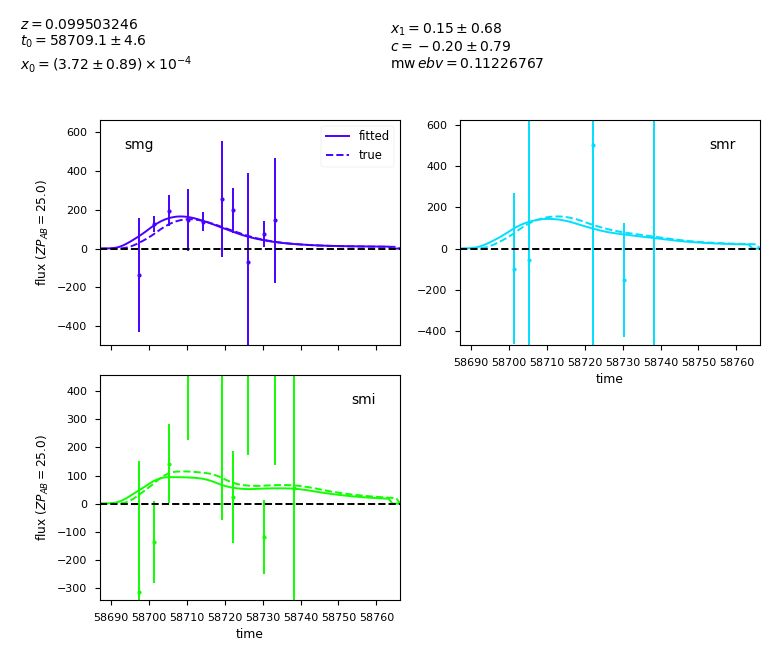 z = 0.099503246
t₀ = 58709.1 ± 4.6
x₀ = (3.72 ± 0.89) × 10⁻⁴
x₁ = 0.15 ± 0.68
c = −0.20 ± 0.79
mw ebv = 0.11226767
smg
fitted
true
600
400
200
0
−200
−400
flux (ZP_AB = 25.0)
smr
600
400
200
0
−200
−400
58690 58700 58710 58720 58730 58740 58750 58760
time
smi
400
300
200
100
0
−100
−200
−300
flux (ZP_AB = 25.0)
58690 58700 58710 58720 58730 58740 58750 58760
time